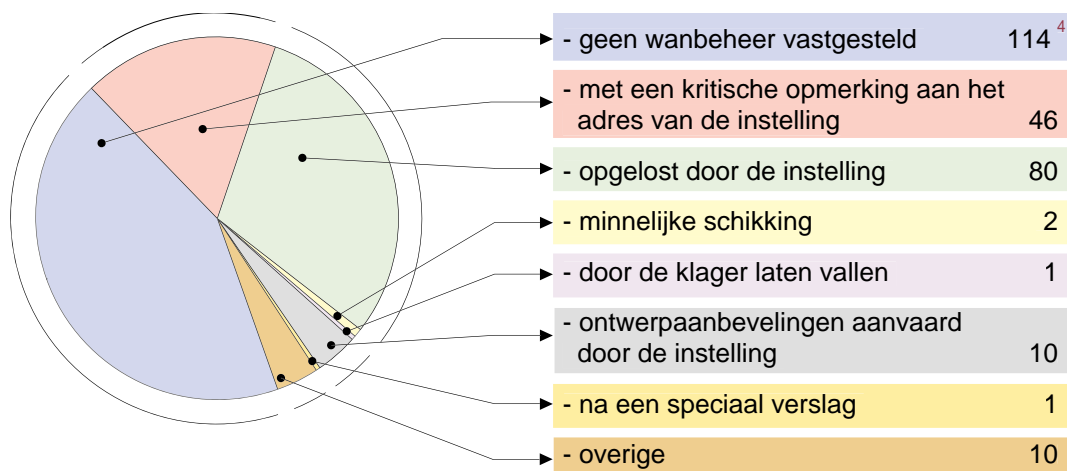 - geen wanbeheer vastgesteld 114 4
- met een kritische opmerking aan het
adres van de instelling 46
- opgelost door de instelling 80
- minnelijke schikking 2
- door de klager laten vallen 1
- ontwerpaanbevelingen aanvaard
door de instelling 10
- na een speciaal verslag 1
- overige 10